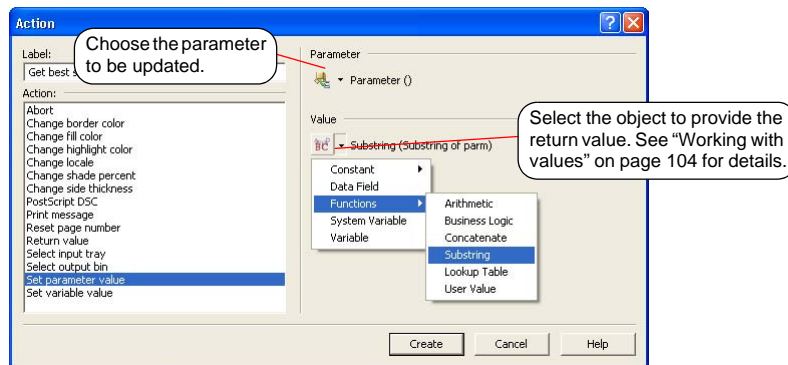 Action
Label:
Get best s
Choose the parameter
to be updated.
Action:
Abort
Change border color
Change fill color
Change highlight color
Change locale
Change shade percent
Change side thickness
PostScript DSC
Print message
Reset page number
Return value
Select input tray
Select output bin
Set parameter value
Set variable value
Parameter
Parameter ()
Value
Substring (Substring of parm)
Select the object to provide the
return value. See “Working with
values” on page 104 for details.
Constant
Data Field
Functions
System Variable
Variable
Arithmetic
Business Logic
Concatenate
Substring
Lookup Table
User Value
Create
Cancel
Help